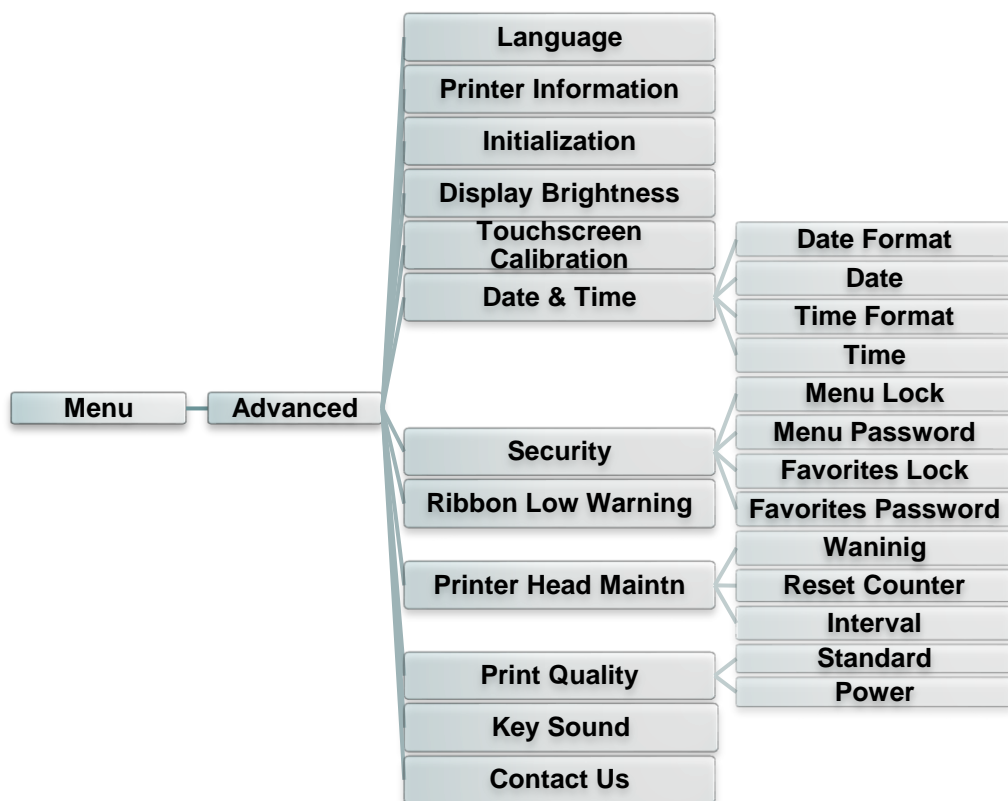 Language
Printer Information
Initialization
Display Brightness
Touchscreen
Calibration
Date & Time
Date Format
Date
Time Format
Time
Menu
Advanced
Security
Menu Lock
Menu Password
Favorites Lock
Favorites Password
Ribbon Low Warning
Printer Head Maintn
Waninig
Reset Counter
Interval
Print Quality
Standard
Power
Key Sound
Contact Us